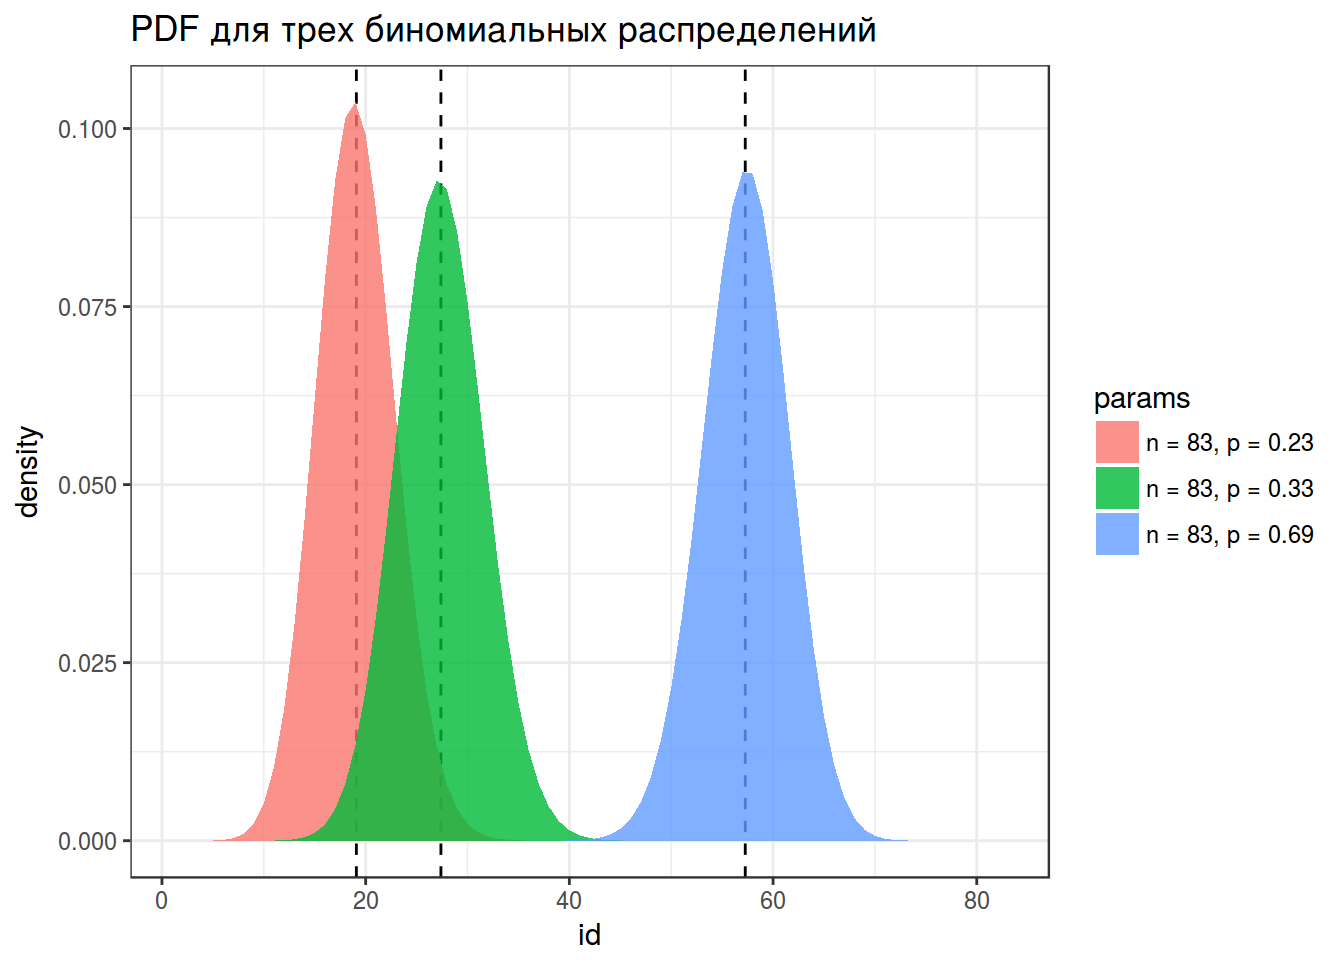 PDF для трех биномиальных распределений
density
0.100
0.075
0.050
0.025
0.000
0 20 40 60 80
id
params
n = 83, p = 0.23
n = 83, p = 0.33
n = 83, p = 0.69